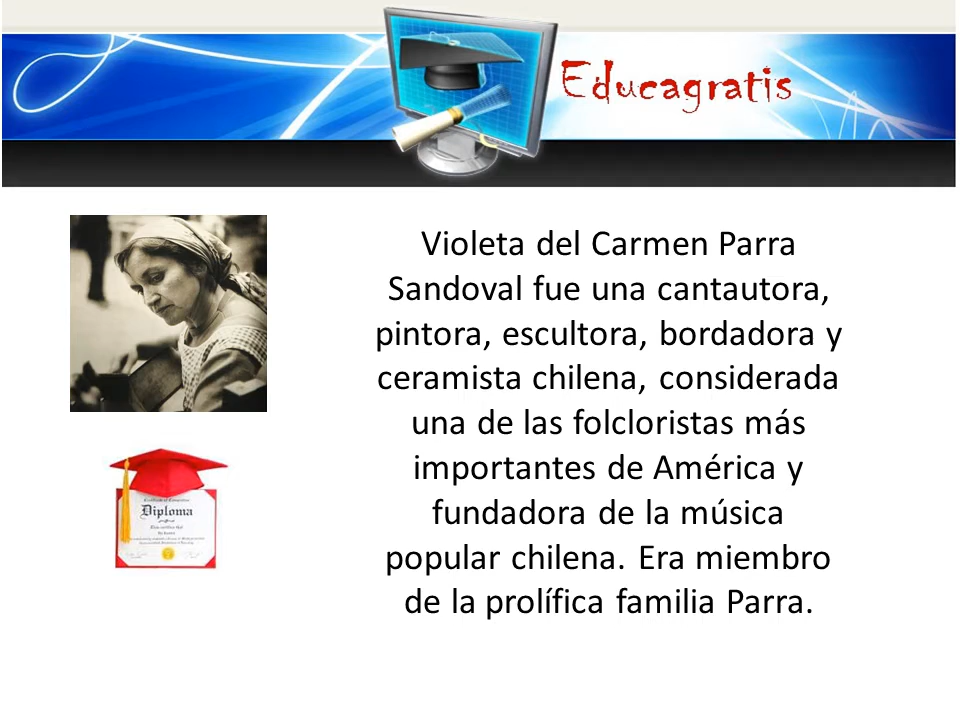 Educagratis
Violeta del Carmen Parra
Sandoval fue una cantautora,
pintora, escultora, bordadora y
ceramista chilena, considerada
una de las folcloristas más
importantes de América y
fundadora de la música
popular chilena. Era miembro
de la prolífica familia Parra.
Diploma